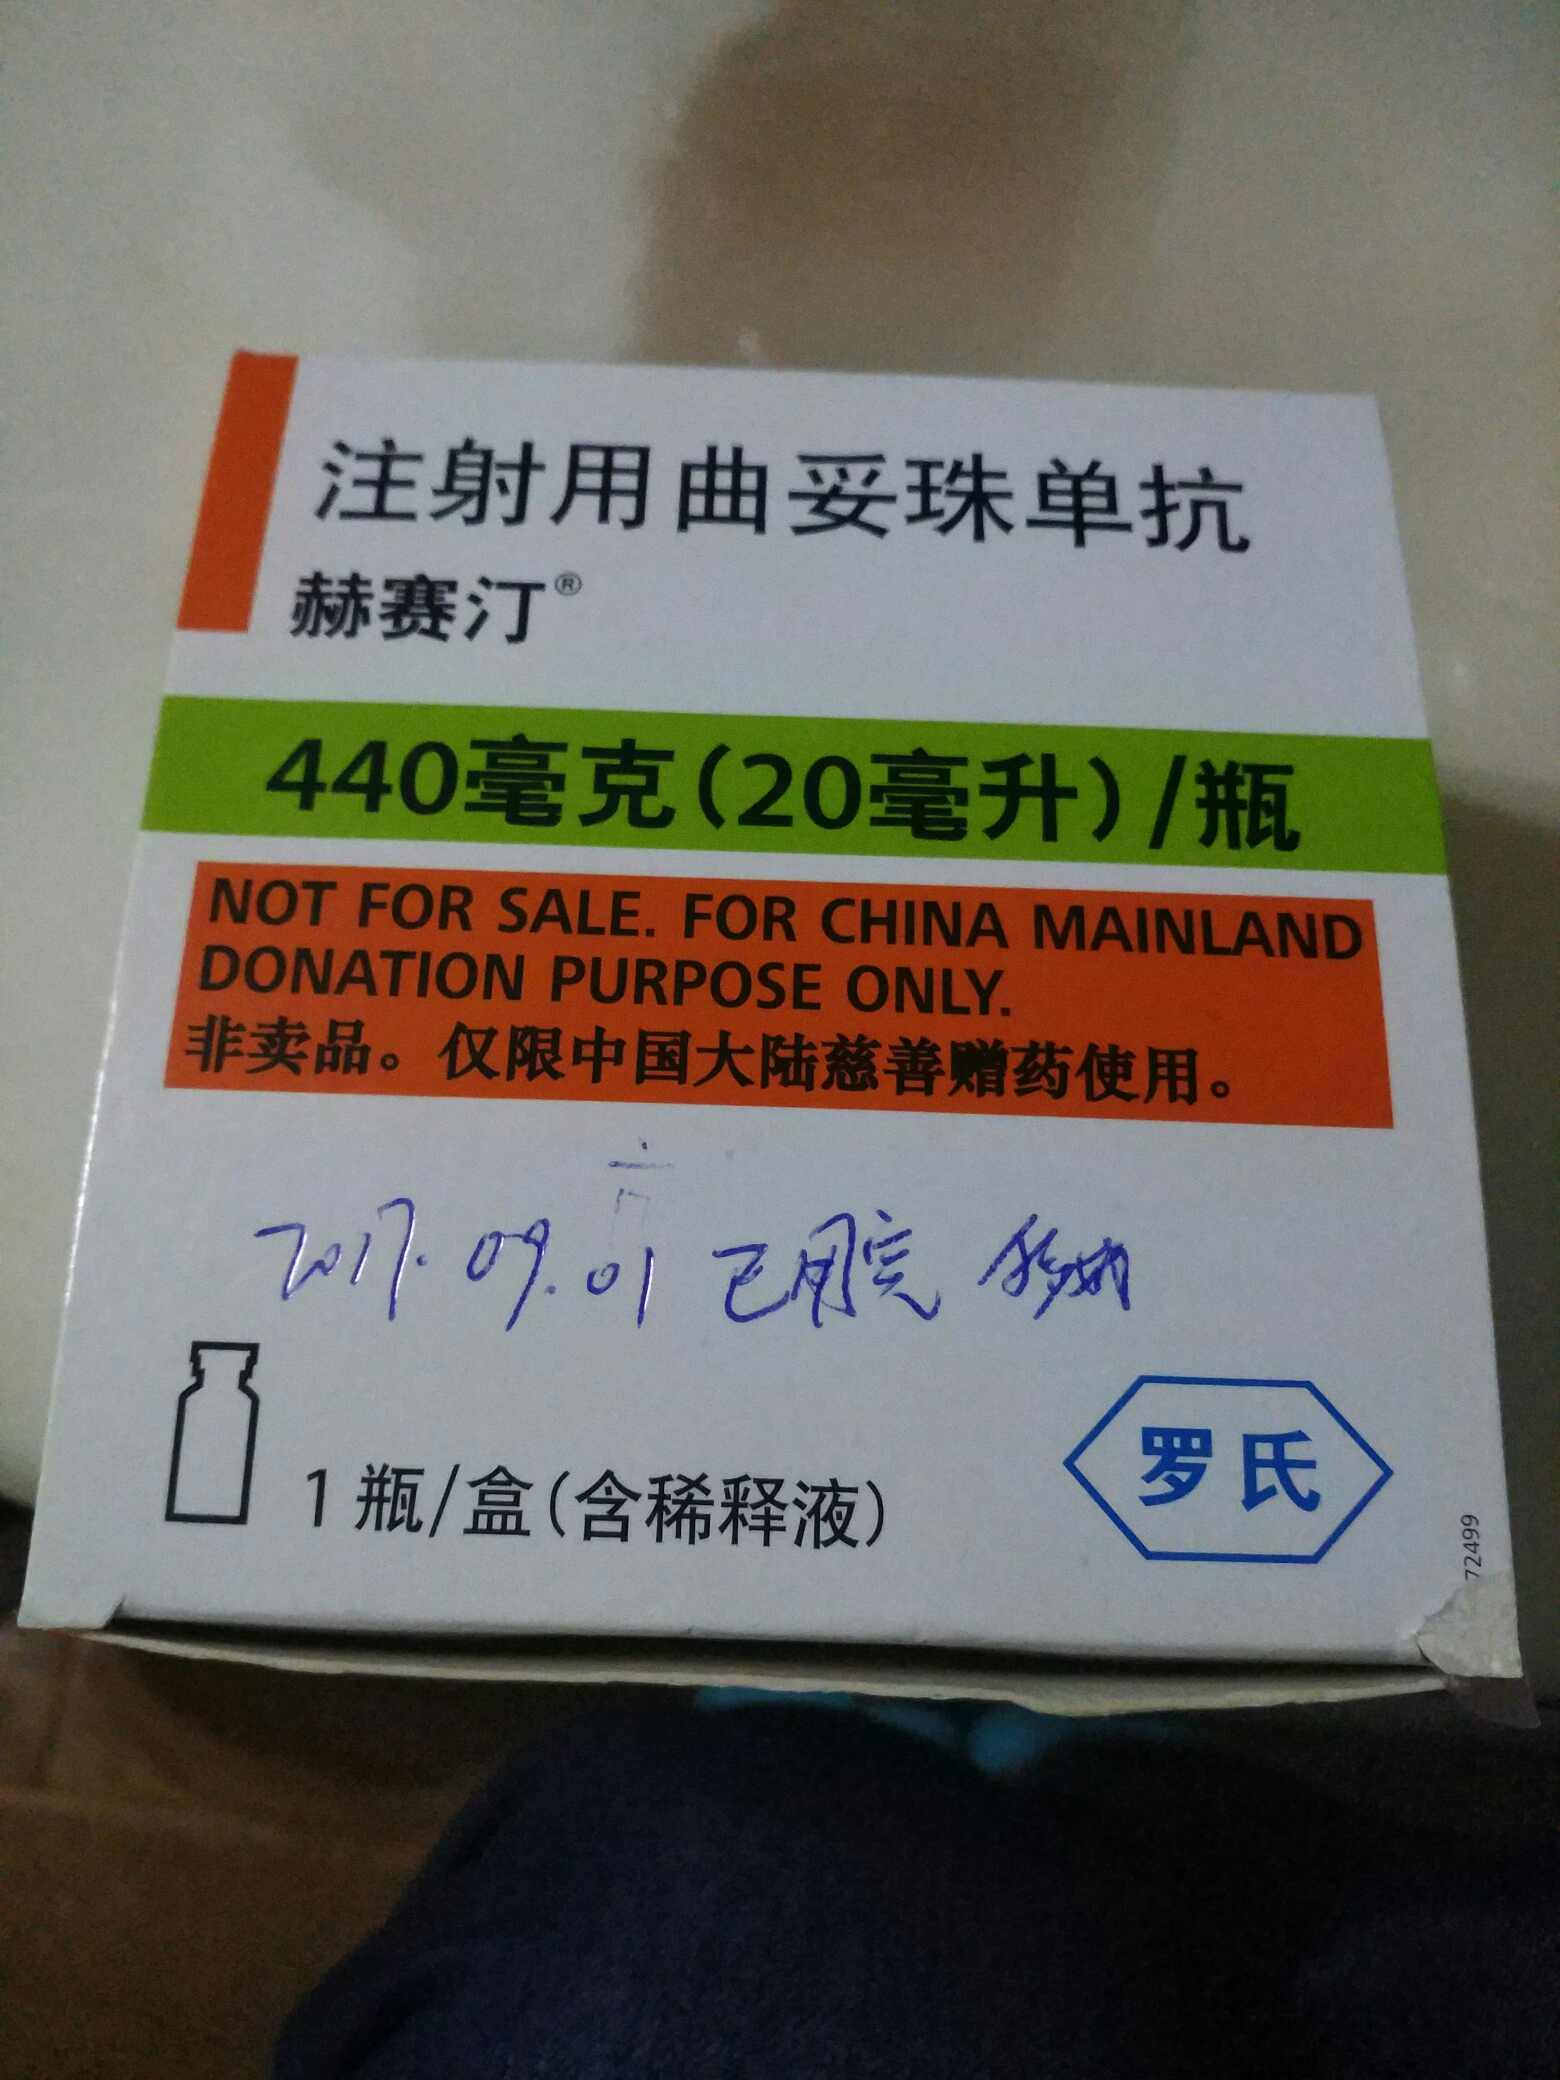 注射用曲妥珠单抗
赫赛汀®
440毫克(20毫升)/瓶
NOT FOR SALE. FOR CHINA MAINLAND
DONATION PURPOSE ONLY.
非卖品。仅限中国大陆慈善赠药使用。
2017.09.01 已用完
1瓶/盒(含稀释液)
罗氏
72499